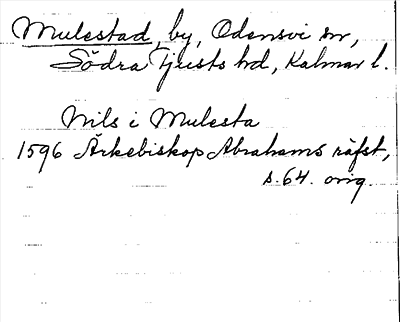 Mulestad, by, Odensvi sn,
Södra Tjusts hd, Kalmar l.
Nils i Mulesta
1596 Ärkebiskop Abrahams räfst,
s. 64. orig.